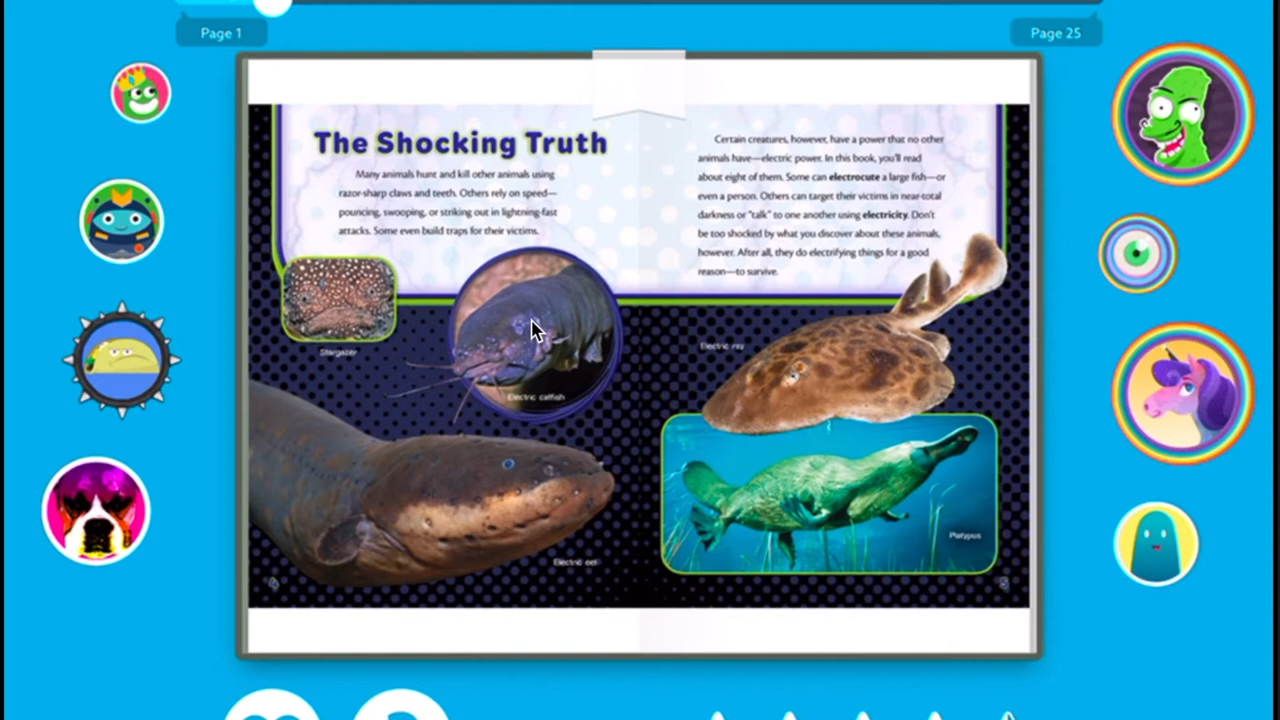 Page 1
Page 25
The Shocking Truth
Many animals hunt and kill other animals using
razor-sharp claws and teeth. Others rely on speed—
pouncing, swooping, or striking out in lightning-fast
attacks. Some even build traps for their victims.
Certain creatures, however, have a power that no other
animals have—electric power. In this book, you'll read
about eight of them. Some can electrocute a large fish—or
even a person. Others can target their victims in near-total
darkness or "talk" to one another using electricity. Don't
be too shocked by what you discover about these animals,
however. After all, they do electrifying things for a good
reason—to survive.
Stargazer
Electric catfish
Electric ray
Electric eel
Platypus
4
5